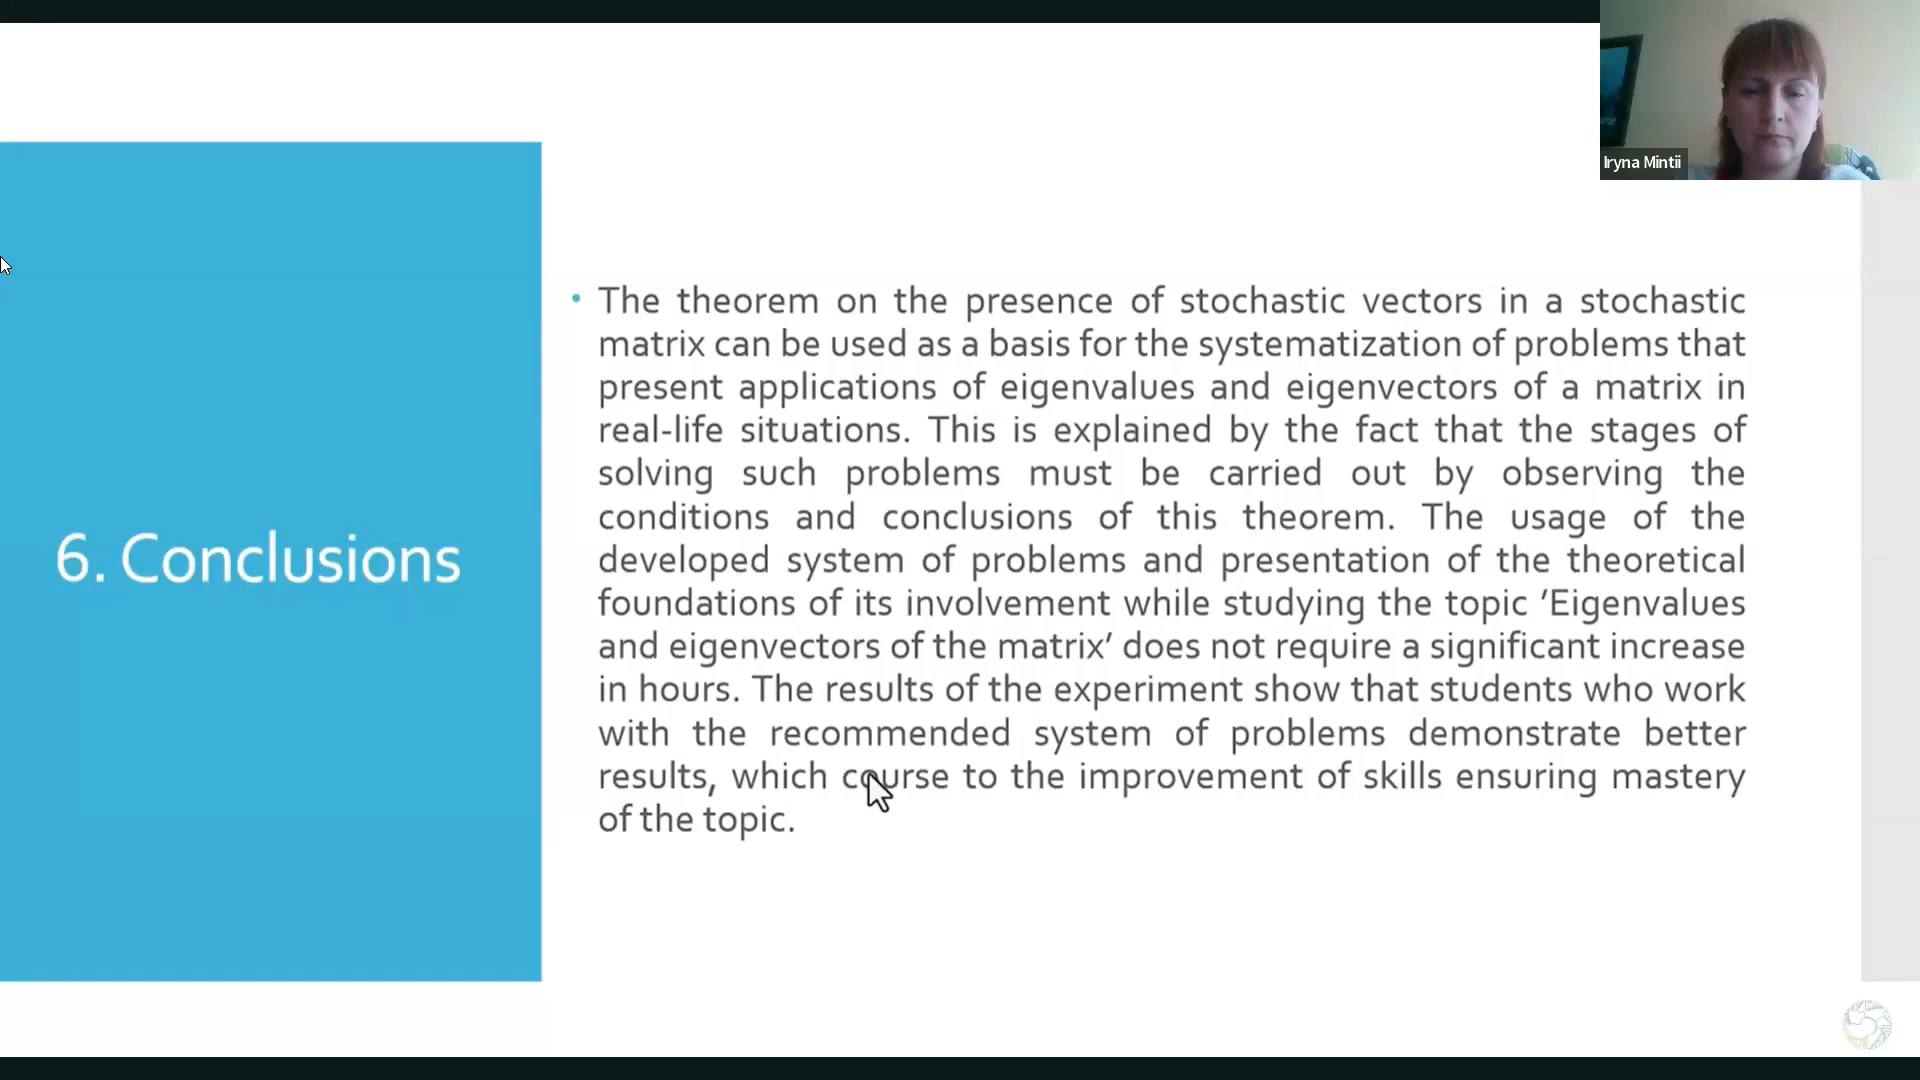 Iryna Mintii
6. Conclusions
• The theorem on the presence of stochastic vectors in a stochastic
matrix can be used as a basis for the systematization of problems that
present applications of eigenvalues and eigenvectors of a matrix in
real-life situations. This is explained by the fact that the stages of
solving such problems must be carried out by observing the
conditions and conclusions of this theorem. The usage of the
developed system of problems and presentation of the theoretical
foundations of its involvement while studying the topic ‘Eigenvalues
and eigenvectors of the matrix’ does not require a significant increase
in hours. The results of the experiment show that students who work
with the recommended system of problems demonstrate better
results, which course to the improvement of skills ensuring mastery
of the topic.